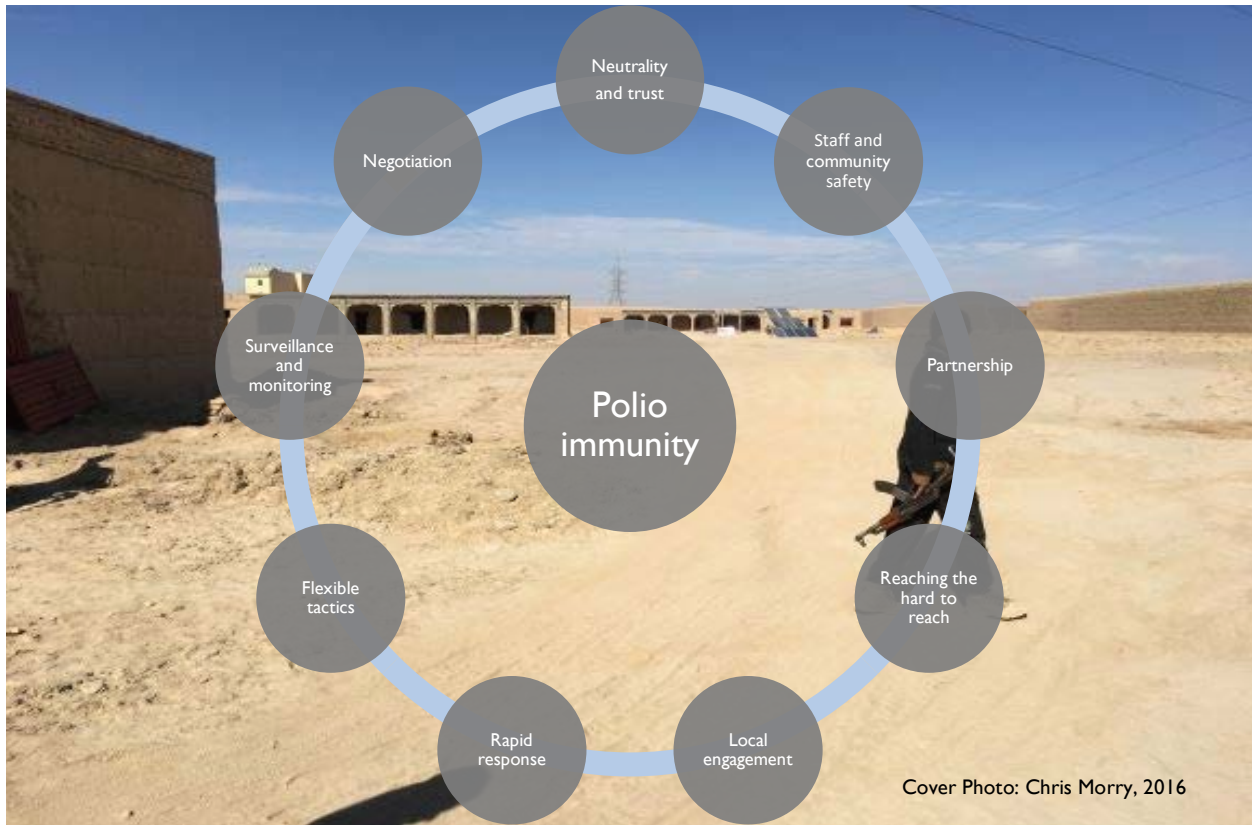 Neutrality
and trust
Staff and
community
safety
Partnership
Reaching the
hard to
reach
Local
engagement
Rapid
response
Flexible
tactics
Surveillance
and
monitoring
Negotiation
Polio
immunity
Cover Photo: Chris Morry, 2016